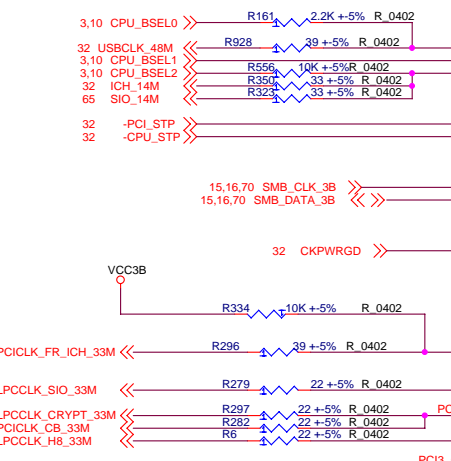 3,10 CPU_BSEL0 R161 2.2K +-5% R_0402
32 USBCLK_48M R928 39 +-5% R_0402
3,10 CPU_BSEL1
3,10 CPU_BSEL2 R556 10K +-5% R_0402
32 ICH_14M R350 33 +-5% R_0402
65 SIO_14M R323 33 +-5% R_0402
32 -PCI_STP
32 -CPU_STP
15,16,70 SMB_CLK_3B
15,16,70 SMB_DATA_3B
32 CKPWRGD
VCC3B
R334 10K +-5% R_0402
PCICLK_FR_ICH_33M R296 39 +-5% R_0402
LPCCLK_SIO_33M R279 22 +-5% R_0402
LPCCLK_CRYPT_33M R297 22 +-5% R_0402 PC
PCICLK_CB_33M R282 22 +-5% R_0402
LPCCLK_H8_33M R6 22 +-5% R_0402
PCI3